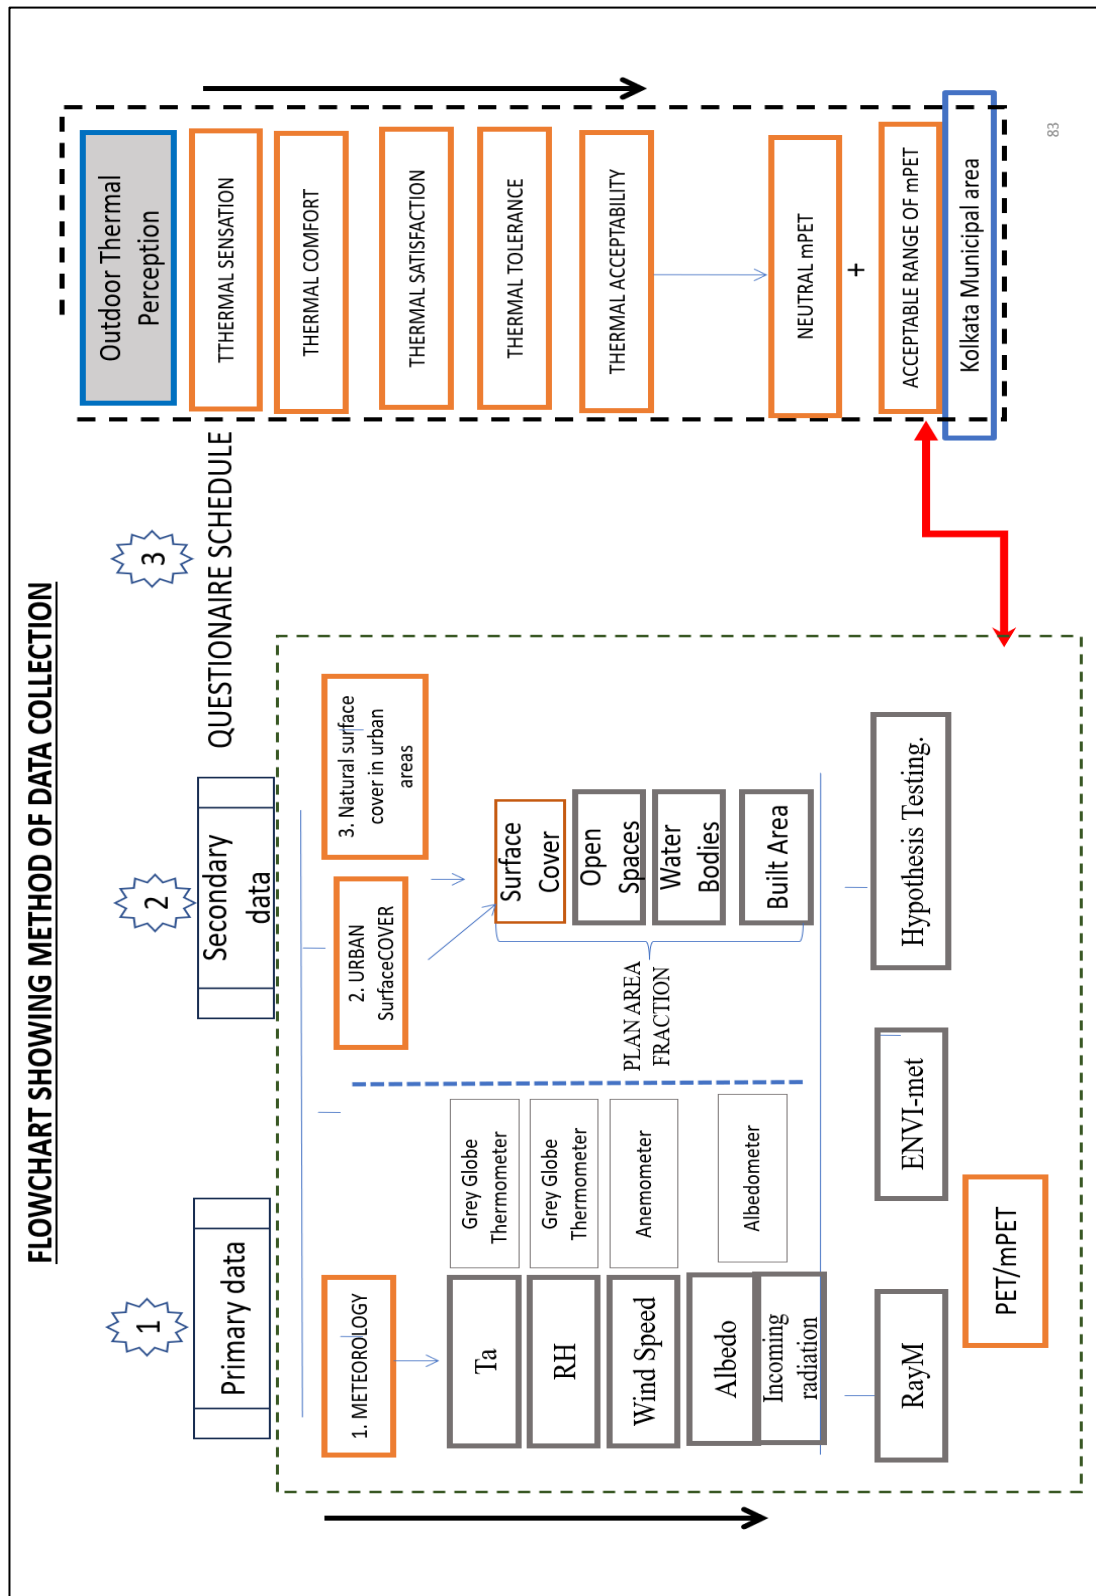 FLOWCHART SHOWING METHOD OF DATA COLLECTION
1
Primary data
2
Secondary
data
3
QUESTIONAIRE SCHEDULE
1. METEOROLOGY
Ta
RH
Wind Speed
Albedo
Incoming
radiation
Grey Globe
Thermometer
Grey Globe
Thermometer
Anemometer
Albedometer
2. URBAN
SurfaceCOVER
3. Natural surface
cover in urban
areas
PLAN AREA
FRACTION
Surface
Cover
Open
Spaces
Water
Bodies
Built Area
RayM
ENVI-met
Hypothesis Testing.
PET/mPET
Outdoor Thermal
Perception
TTHERMAL SENSATION
THERMAL COMFORT
THERMAL SATISFACTION
THERMAL TOLERANCE
THERMAL ACCEPTABILITY
NEUTRAL mPET
+
ACCEPTABLE RANGE OF mPET
Kolkata Municipal area
83